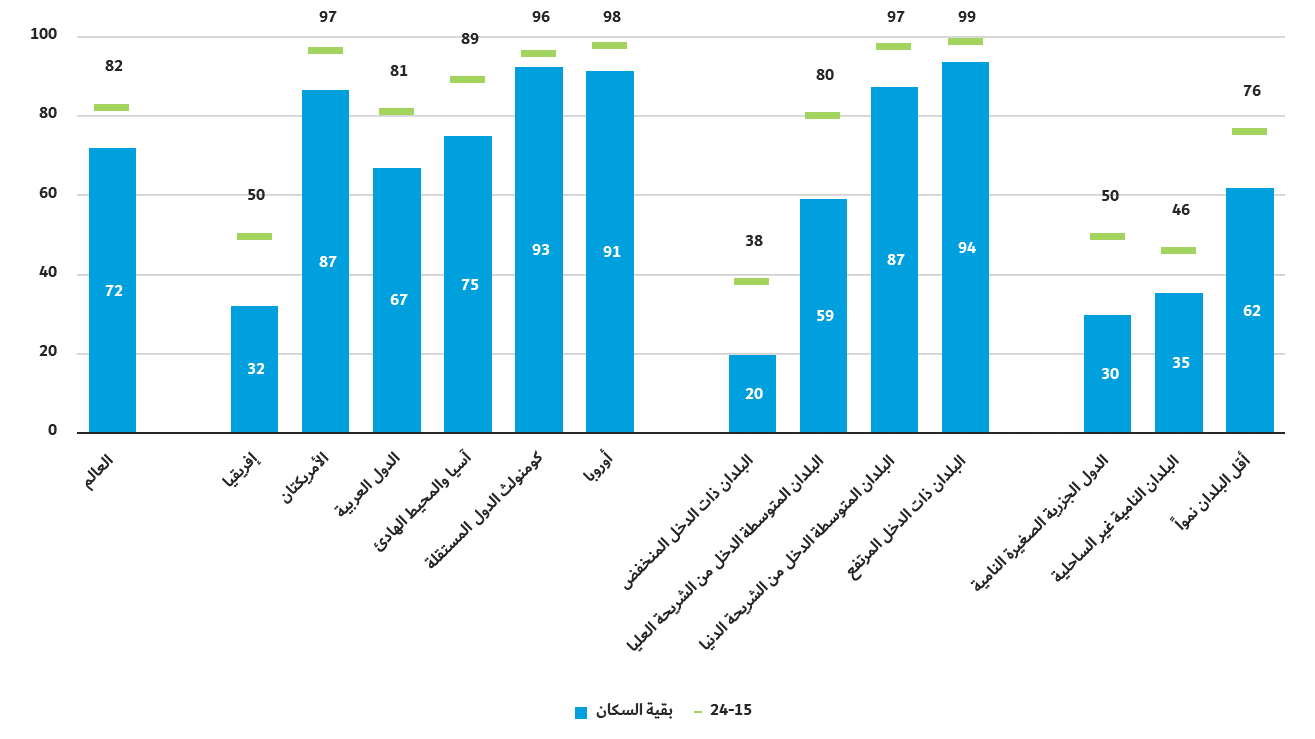 97
96
98
97
99
100
89
82
81
80
76
80
60
50
50
46
40
38
20
0
72
32
87
67
75
93
91
20
59
87
94
30
35
62
العالم
إفريقيا
الأمريكتان
الدول العربية
آسيا والمحيط الهادئ
كومنولث الدول المستقلة
أوروبا
البلدان ذات الدخل المنخفض
البلدان المتوسطة الدخل من الشريحة العليا
البلدان المتوسطة الدخل من الشريحة الدنيا
البلدان ذات الدخل المرتفع
الدول الجزرية الصغيرة النامية
البلدان النامية غير الساحلية
أقل البلدان نمواً
بقية السكان
24-15